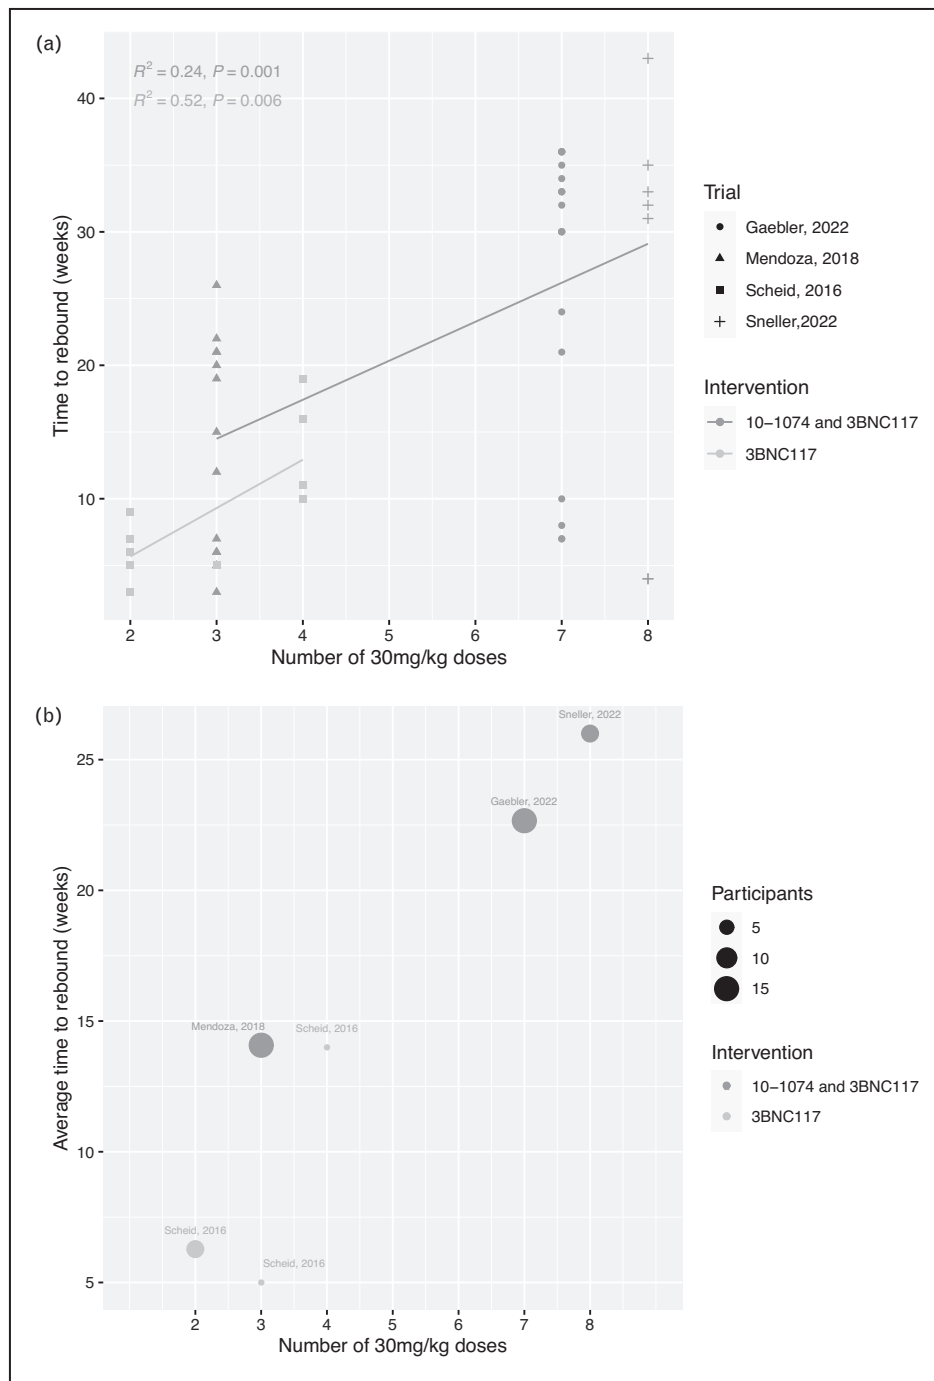 (a)
R² = 0.24, P = 0.001
R² = 0.52, P = 0.006
40
30
20
10
Time to rebound (weeks)
2 3 4 5 6 7 8
Number of 30mg/kg doses
Trial
Gaebler, 2022
Mendoza, 2018
Scheid, 2016
Sneller,2022
Intervention
10−1074 and 3BNC117
3BNC117
(b)
Sneller, 2022
Gaebler, 2022
Mendoza, 2018
Scheid, 2016
Scheid, 2016
Scheid, 2016
25
20
15
10
5
Average time to rebound (weeks)
2 3 4 5 6 7 8
Number of 30mg/kg doses
Participants
5
10
15
Intervention
10−1074 and 3BNC117
3BNC117